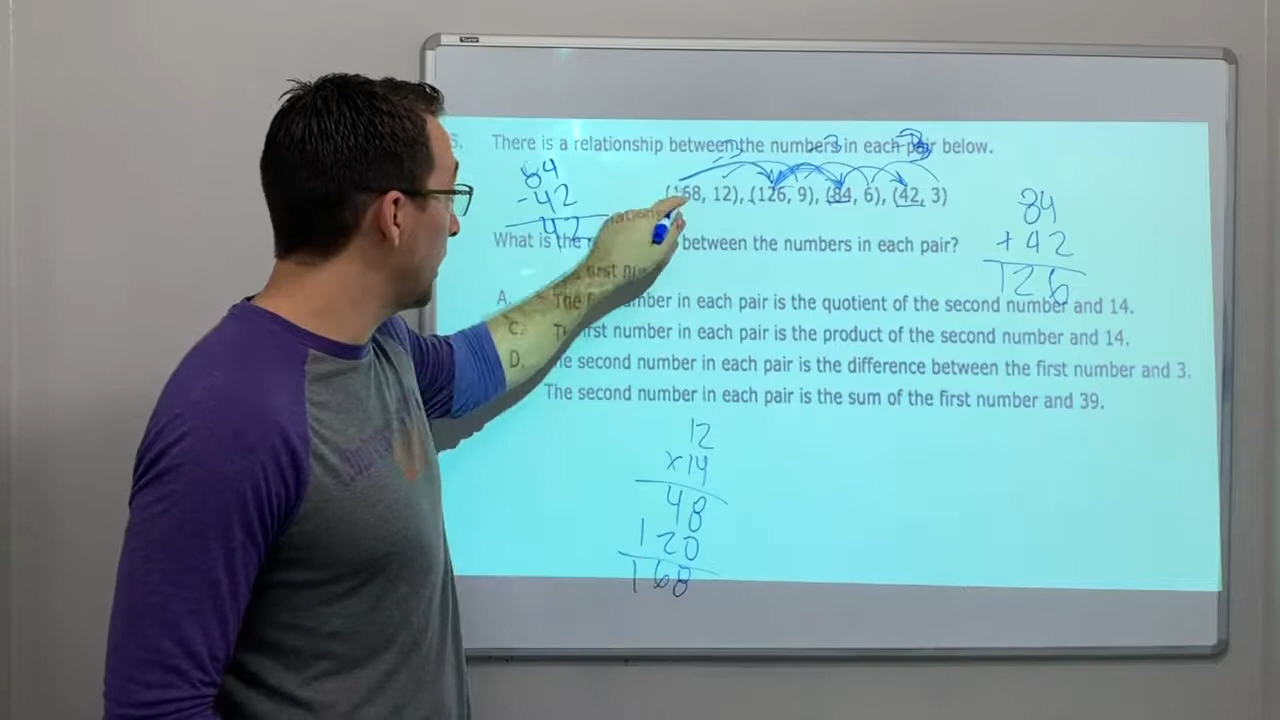 5. There is a relationship between the numbers in each pair below.
-3 -3
84
-42
42
(168, 12), (126, 9), (84, 6), (42, 3)
84
+42
126
What is the between the numbers in each pair?
A. The number in each pair is the quotient of the second number and 14.
C. first number in each pair is the product of the second number and 14.
D. second number in each pair is the difference between the first number and 3.
The second number in each pair is the sum of the first number and 39.
12
x14
48
120
168